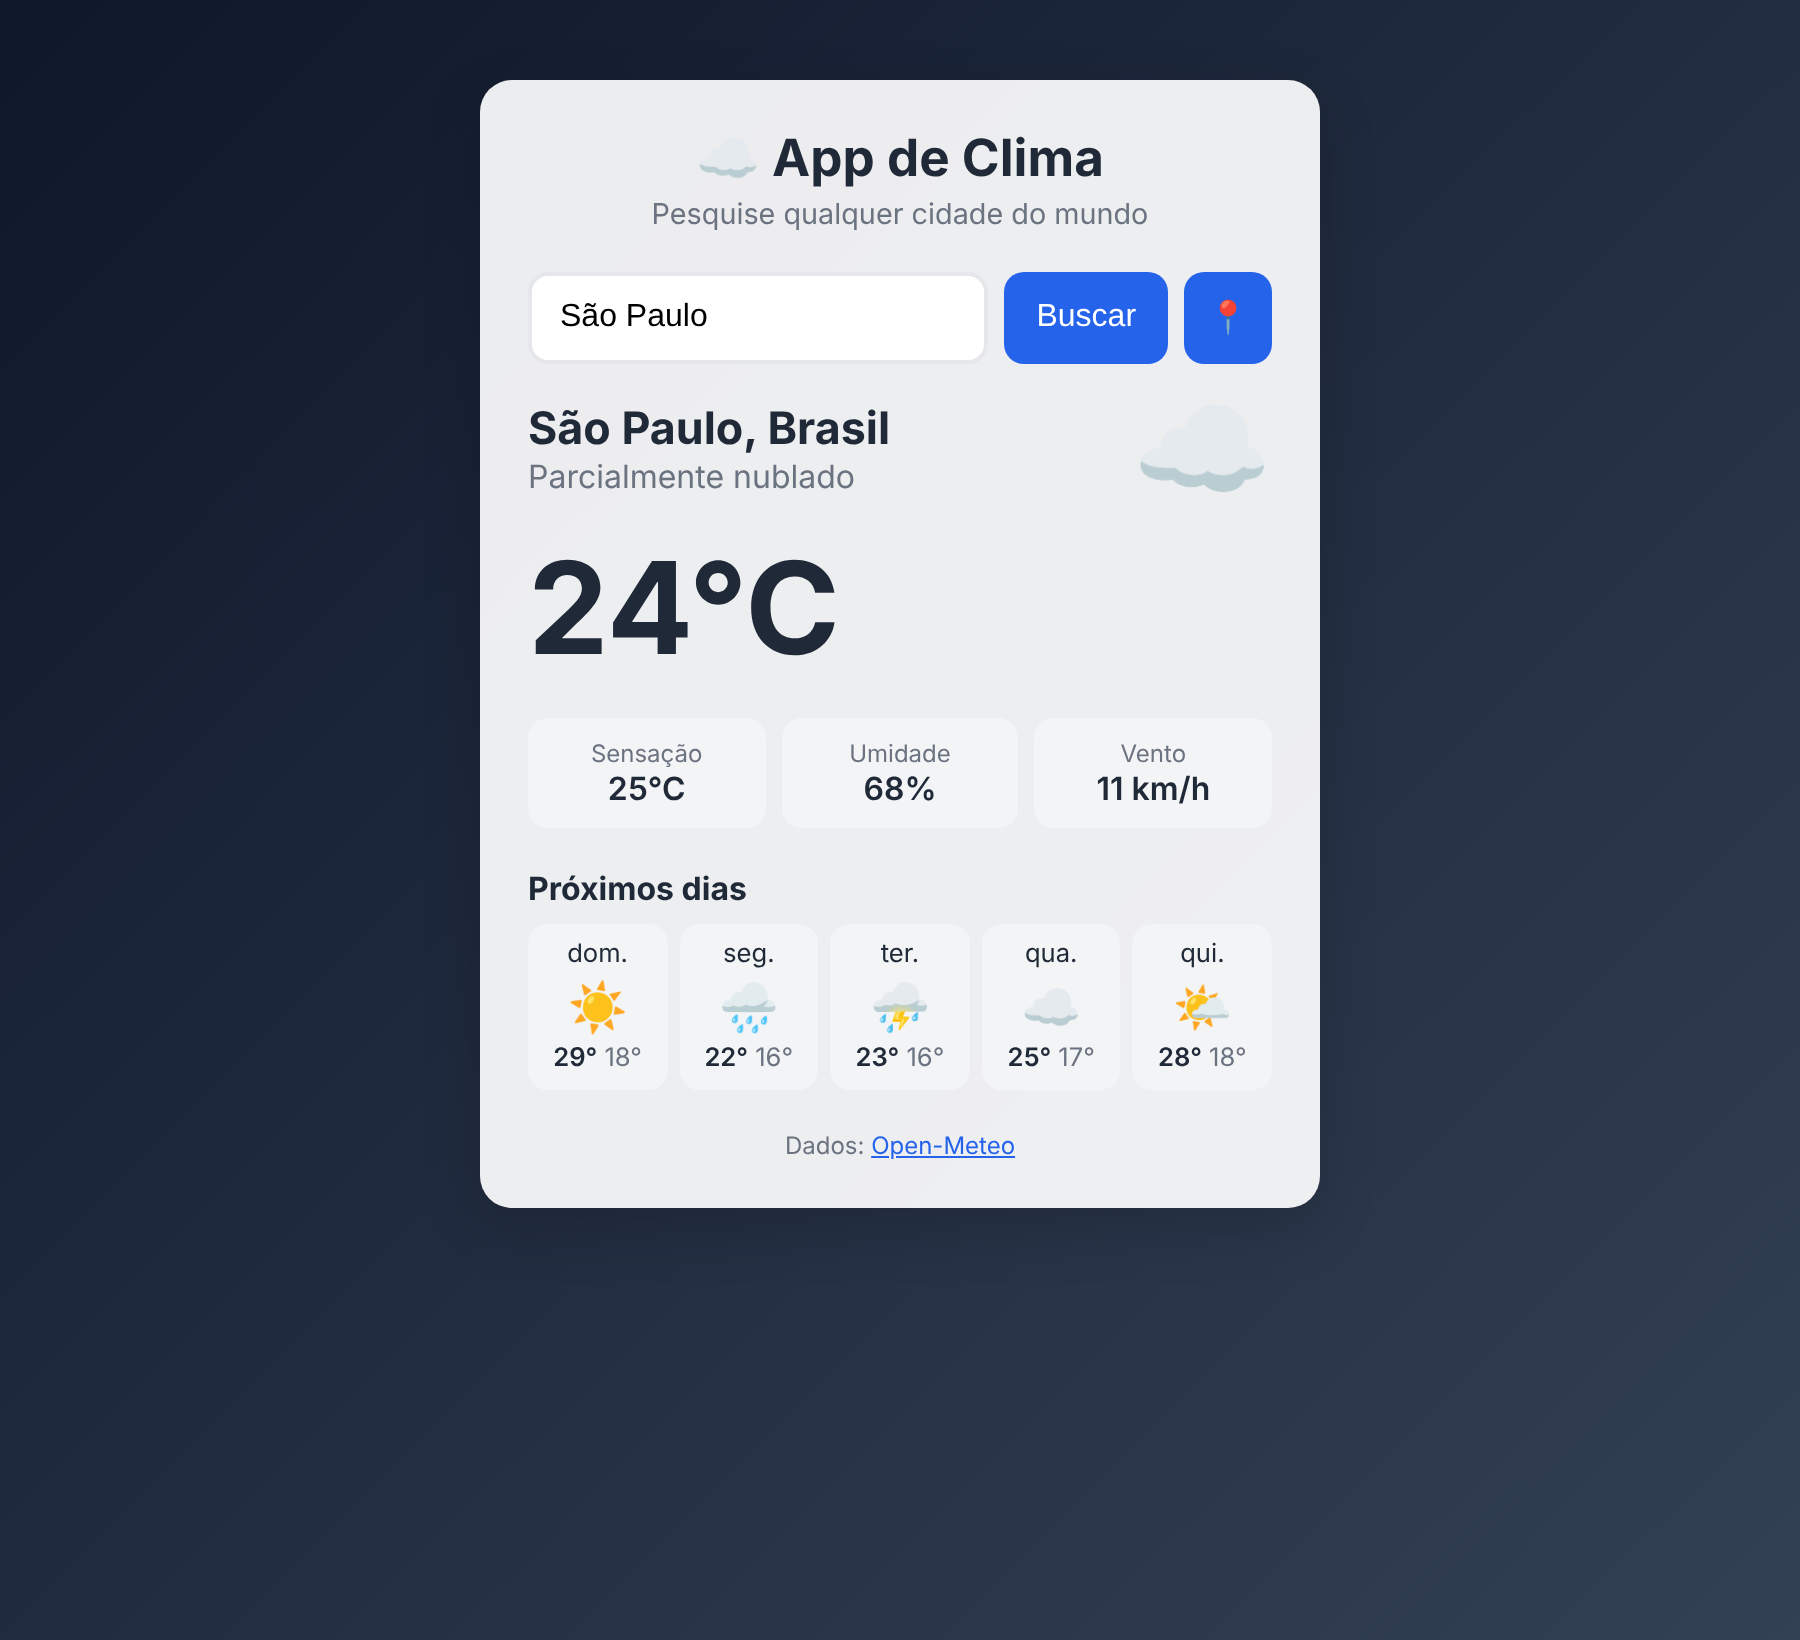 App de Clima
Pesquise qualquer cidade do mundo
São Paulo Buscar
São Paulo, Brasil
Parcialmente nublado
24°C
Sensação Umidade Vento
25°C 68% 11 km/h
Próximos dias
dom. seg. ter. qua. qui.
29° 18° 22° 16° 23° 16° 25° 17° 28° 18°
Dados: Open-Meteo